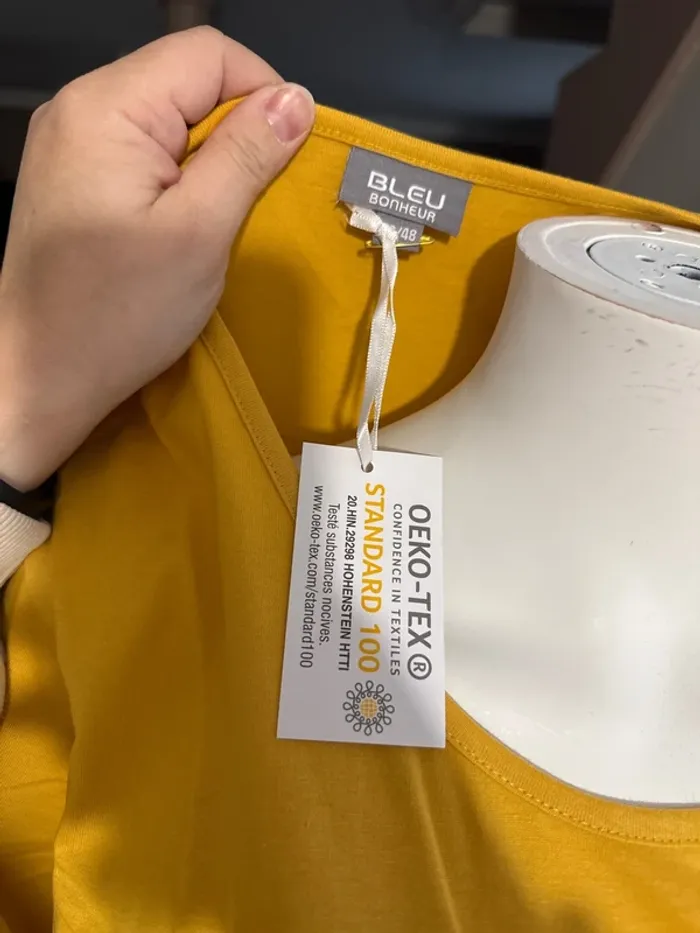 BLEU
BONHEUR
/48
OEKO-TEX®
CONFIDENCE IN TEXTILES
STANDARD 100
20.HIN.29298 HOHENSTEIN HTTI
Testé substances nocives.
www.oeko-tex.com/standard100